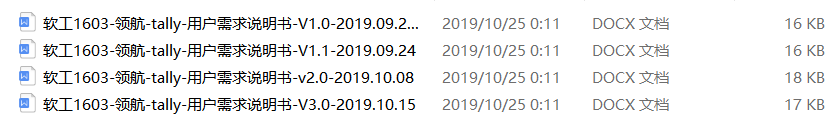 软工1603-领航-tally-用户需求说明书-V1.0-2019.09.2... 2019/10/25 0:11 DOCX 文档 16 KB
软工1603-领航-tally-用户需求说明书-V1.1-2019.09.24 2019/10/25 0:11 DOCX 文档 16 KB
软工1603-领航-tally-用户需求说明书-v2.0-2019.10.08 2019/10/25 0:11 DOCX 文档 18 KB
软工1603-领航-tally-用户需求说明书-V3.0-2019.10.15 2019/10/25 0:11 DOCX 文档 17 KB